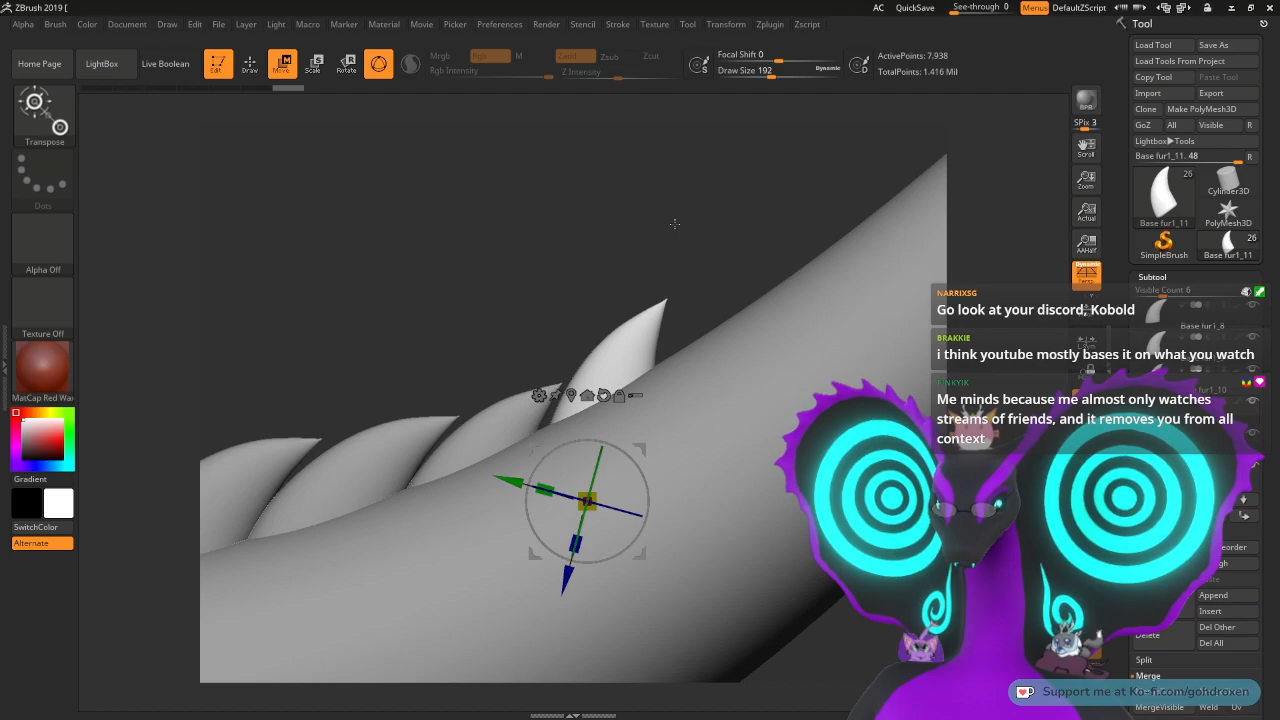 ZBrush 2019 [
AC
QuickSave
See-through 0
Menus
DefaultZScript
Alpha Brush Color Document Draw Edit File Layer Light Macro Marker Material Movie Picker Preferences Render Stencil Stroke Texture Tool Transform Zplugin Zscript
Tool
Home Page
LightBox
Live Boolean
Edit
Draw
Move
Scale
Rotate
Mrgb
Rgb
M
Rgb Intensity
Zadd
Zsub
Zcut
Z Intensity
Focal Shift 0
Draw Size 192
Dynamic
ActivePoints: 7,938
TotalPoints: 1.416 Mil
Load Tool
Save As
Load Tools From Project
Copy Tool
Paste Tool
Import
Export
Clone
Make PolyMesh3D
GoZ
All
Visible
R
Lightbox▶Tools
Base fur1_11. 48
R
26
Cylinder3D
Base fur1_11
PolyMesh3D
26
SimpleBrush
Base fur1_11
Subtool
Visible Count 6
Base fur1_8
Transpose
Dots
Alpha Off
Texture Off
MatCap Red Wax
Gradient
SwitchColor
Alternate
BPR
SPix 3
Scroll
Zoom
Actual
AAHalf
Dynamic
Persp
NARRIXSG
Go look at your discord, Kobold
BRAKKIE
i think youtube mostly bases it on what you watch
Me minds because me almost only watches
streams of friends, and it removes you from all
context
Append
Insert
Delete
Del Other
Del All
Split
Merge
MergeVisible
Weld
Uv
Support me at Ko-fi.com/gohdroxen